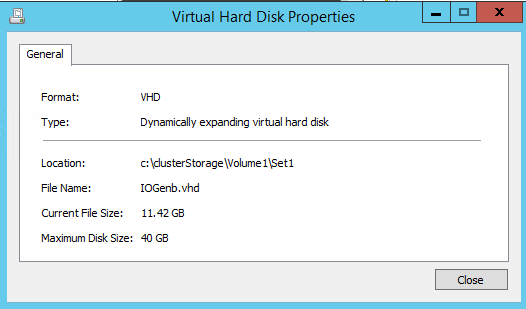 Virtual Hard Disk Properties
General
Format: VHD
Type: Dynamically expanding virtual hard disk
Location: c:\clusterStorage\Volume1\Set1
File Name: IOGenb.vhd
Current File Size: 11.42 GB
Maximum Disk Size: 40 GB
Close